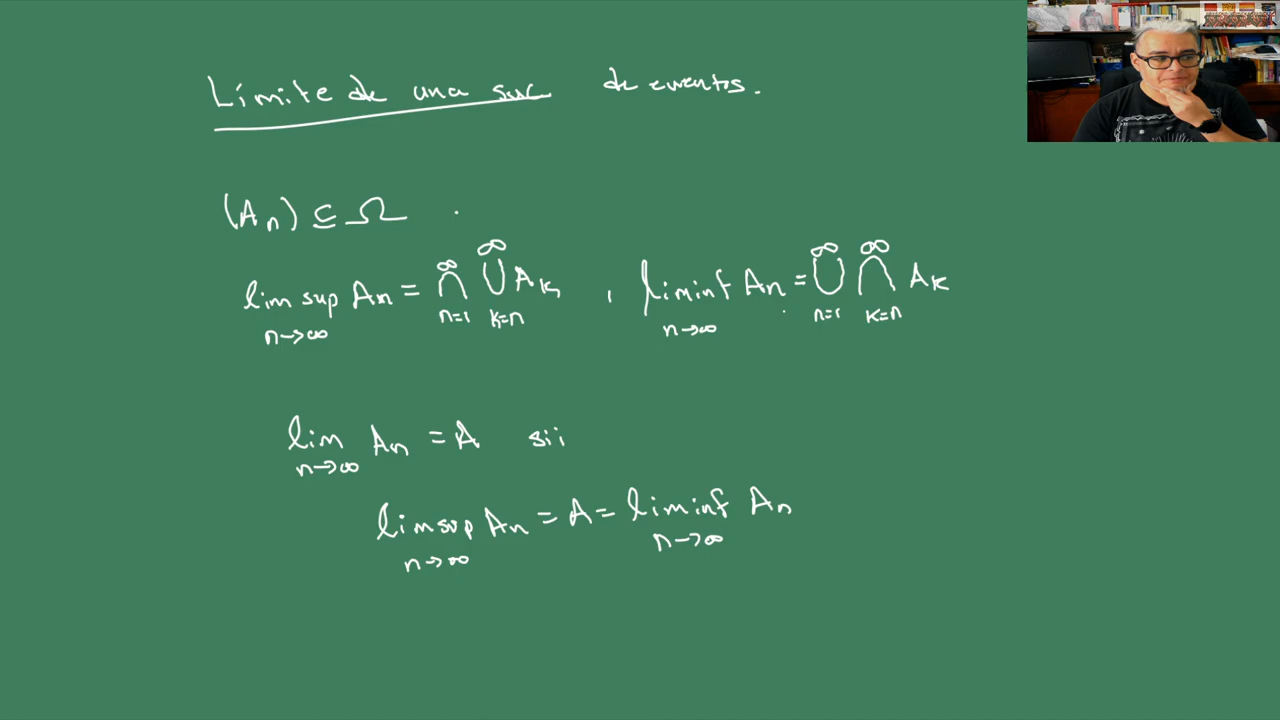 Límite de una suc de eventos.
(An) ⊆ Ω
lim sup An = ∩ ∪ Ak , lim inf An = ∪ ∩ Ak
n→∞ n=1 ∞ k=n ∞ n→∞ n=1 ∞ k=n ∞
lim An = A sii
n→∞
lim sup An = A = lim inf An
n→∞ n→∞